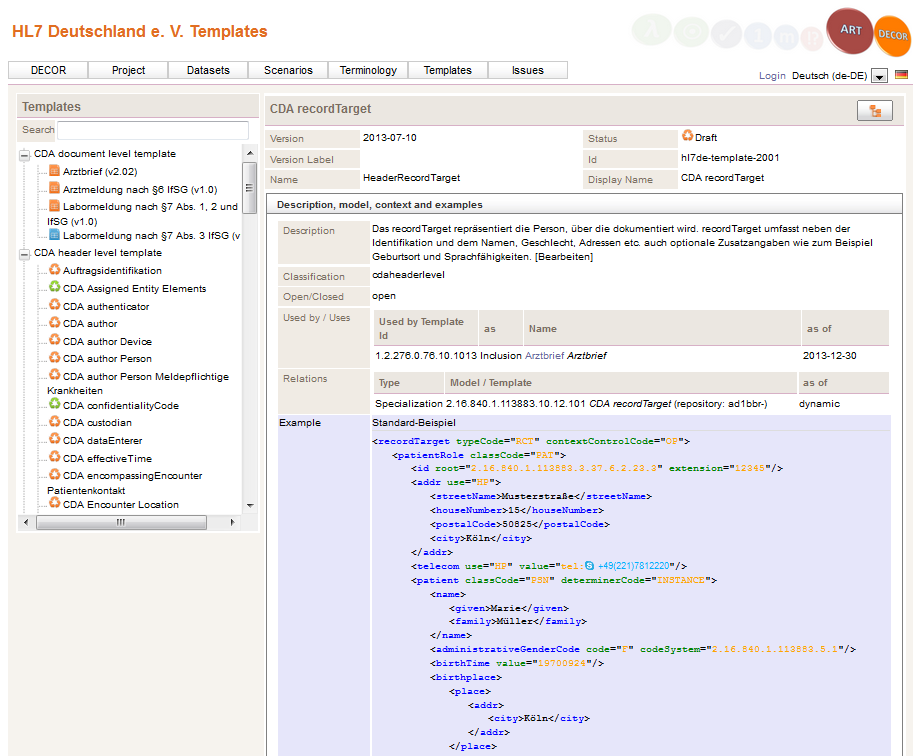 HL7 Deutschland e. V. Templates
ART
DECOR
DECOR Project Datasets Scenarios Terminology Templates Issues
Login Deutsch (de-DE)
Templates
Search
CDA document level template
Arztbrief (v2.02)
Arztmeldung nach §6 IfSG (v1.0)
Labormeldung nach §7 Abs. 1, 2 und
IfSG (v1.0)
Labormeldung nach §7 Abs. 3 IfSG (v
CDA header level template
Auftragsidentifikation
CDA Assigned Entity Elements
CDA authenticator
CDA author
CDA author Device
CDA author Person
CDA author Person Meldepflichtige
Krankheiten
CDA confidentialityCode
CDA custodian
CDA dataEnterer
CDA effectiveTime
CDA encompassingEncounter
Patientenkontakt
CDA Encounter Location
CDA recordTarget
Version 2013-07-10 Status Draft
Version Label Id hl7de-template-2001
Name HeaderRecordTarget Display Name CDA recordTarget
Description, model, context and examples
Description Das recordTarget repräsentiert die Person, über die dokumentiert wird. recordTarget umfasst neben der
Identifikation und dem Namen, Geschlecht, Adressen etc. auch optionale Zusatzangaben wie zum Beispiel
Geburtsort und Sprachfähigkeiten. [Bearbeiten]
Classification cdaheaderlevel
Open/Closed open
Used by / Uses Used by Template Id as Name as of
1.2.276.0.76.10.1013 Inclusion Arztbrief Arztbrief 2013-12-30
Relations Type Model / Template as of
Specialization 2.16.840.1.113883.10.12.101 CDA recordTarget (repository: ad1bbr-) dynamic
Example Standard-Beispiel
<recordTarget typeCode="RCT" contextControlCode="OP">
<patientRole classCode="PAT">
<id root="2.16.840.1.113883.3.37.6.2.23.3" extension="12345"/>
<addr use="HP">
<streetName>Musterstraße</streetName>
<houseNumber>15</houseNumber>
<postalCode>50825</postalCode>
<city>Köln</city>
</addr>
<telecom use="HP" value="tel: +49(221)7812220"/>
<patient classCode="PSN" determinerCode="INSTANCE">
<name>
<given>Marie</given>
<family>Müller</family>
</name>
<administrativeGenderCode code="F" codeSystem="2.16.840.1.113883.5.1"/>
<birthTime value="19700924"/>
<birthplace>
<place>
<addr>
<city>Köln</city>
</addr>
</place>